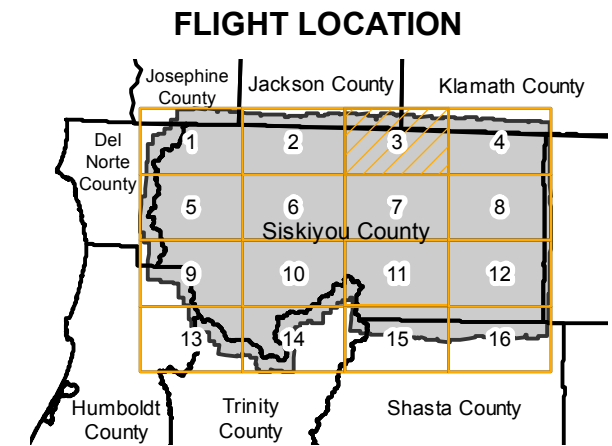 FLIGHT LOCATION
Josephine
County
Jackson County
Klamath County
Del
Norte
County
1
2
3
4
5
6
7
8
Siskiyou County
9
10
11
12
13
14
15
16
Humboldt
County
Trinity
County
Shasta County